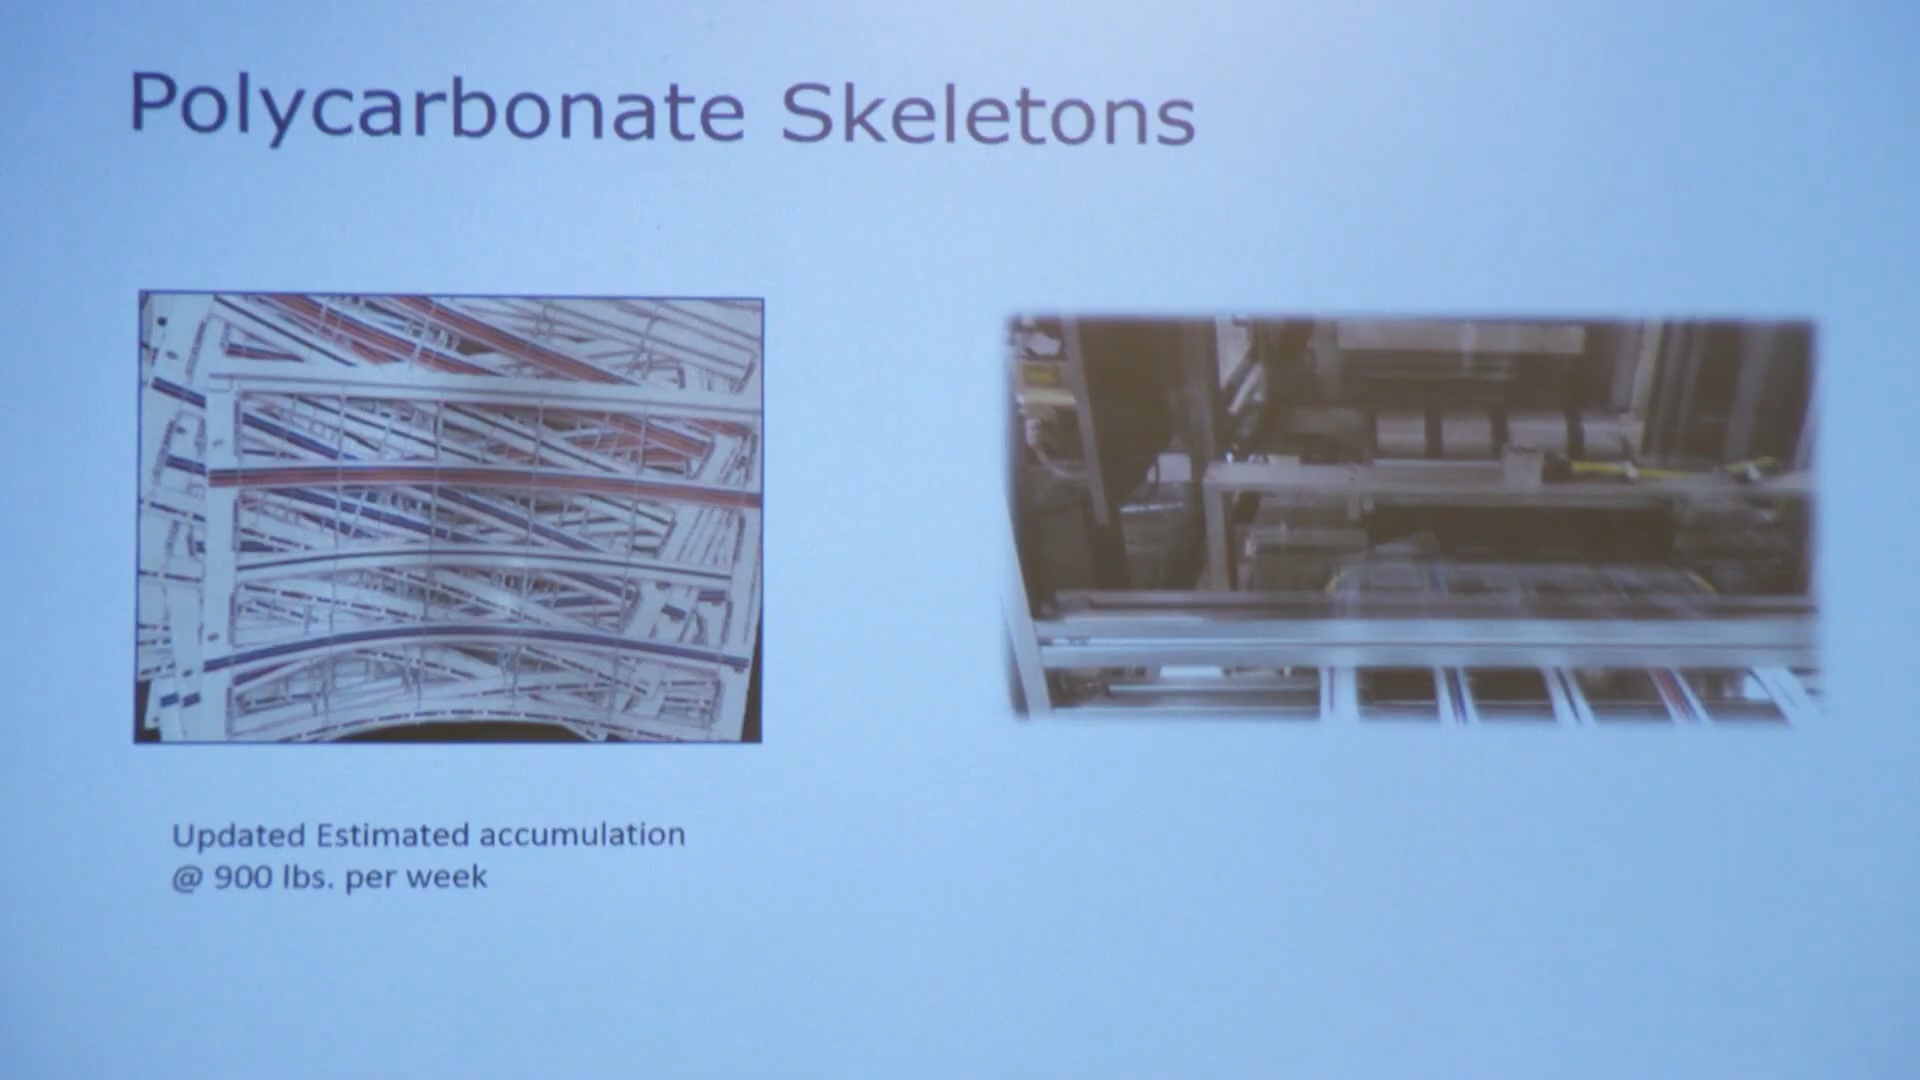 Polycarbonate Skeletons
Updated Estimated accumulation
@ 900 lbs. per week